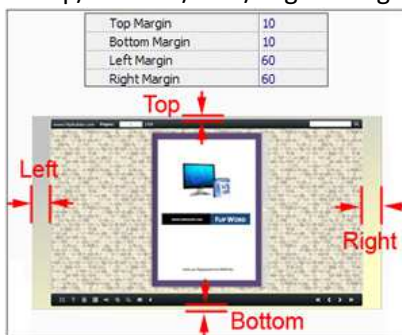 Top Margin 10
Bottom Margin 10
Left Margin 60
Right Margin 60
Top
Left
FLIP WORD
Right
Bottom